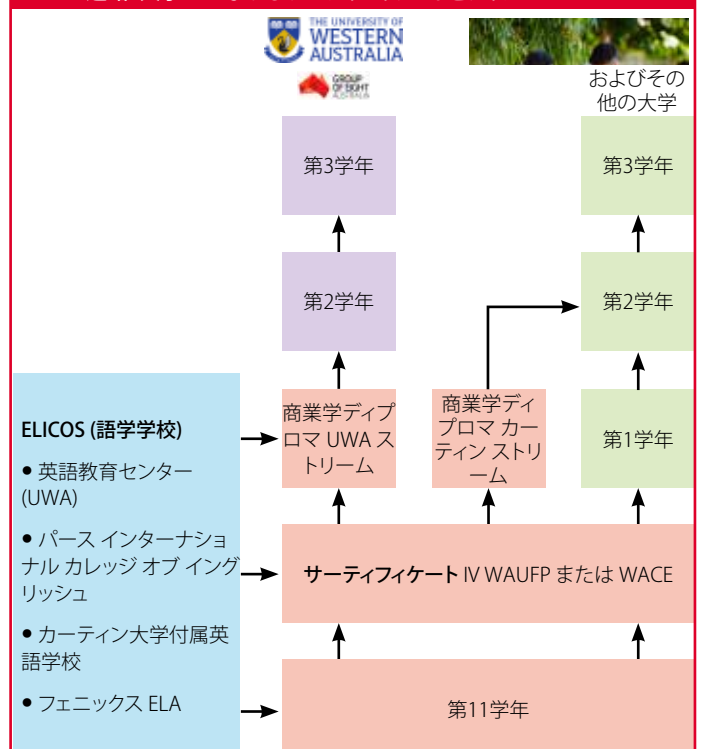 THE UNIVERSITY OF
WESTERN
AUSTRALIA
GROUP
OF EIGHT
AUSTRALIA
およびその
他の大学
第3学年
第3学年
第2学年
第2学年
ELICOS (語学学校)
• 英語教育センター
(UWA)
• パース インターナショ
ナル カレッジ オブ イング
リッシュ
• カーティン大学付属英
語学校
• フェニックス ELA
商業学ディプ
ロマ UWA ス
トリーム
商業学ディ
プロマ カー
ティン ストリ
ーム
第1学年
サーティフィケート IV WAUFP または WACE
第11学年